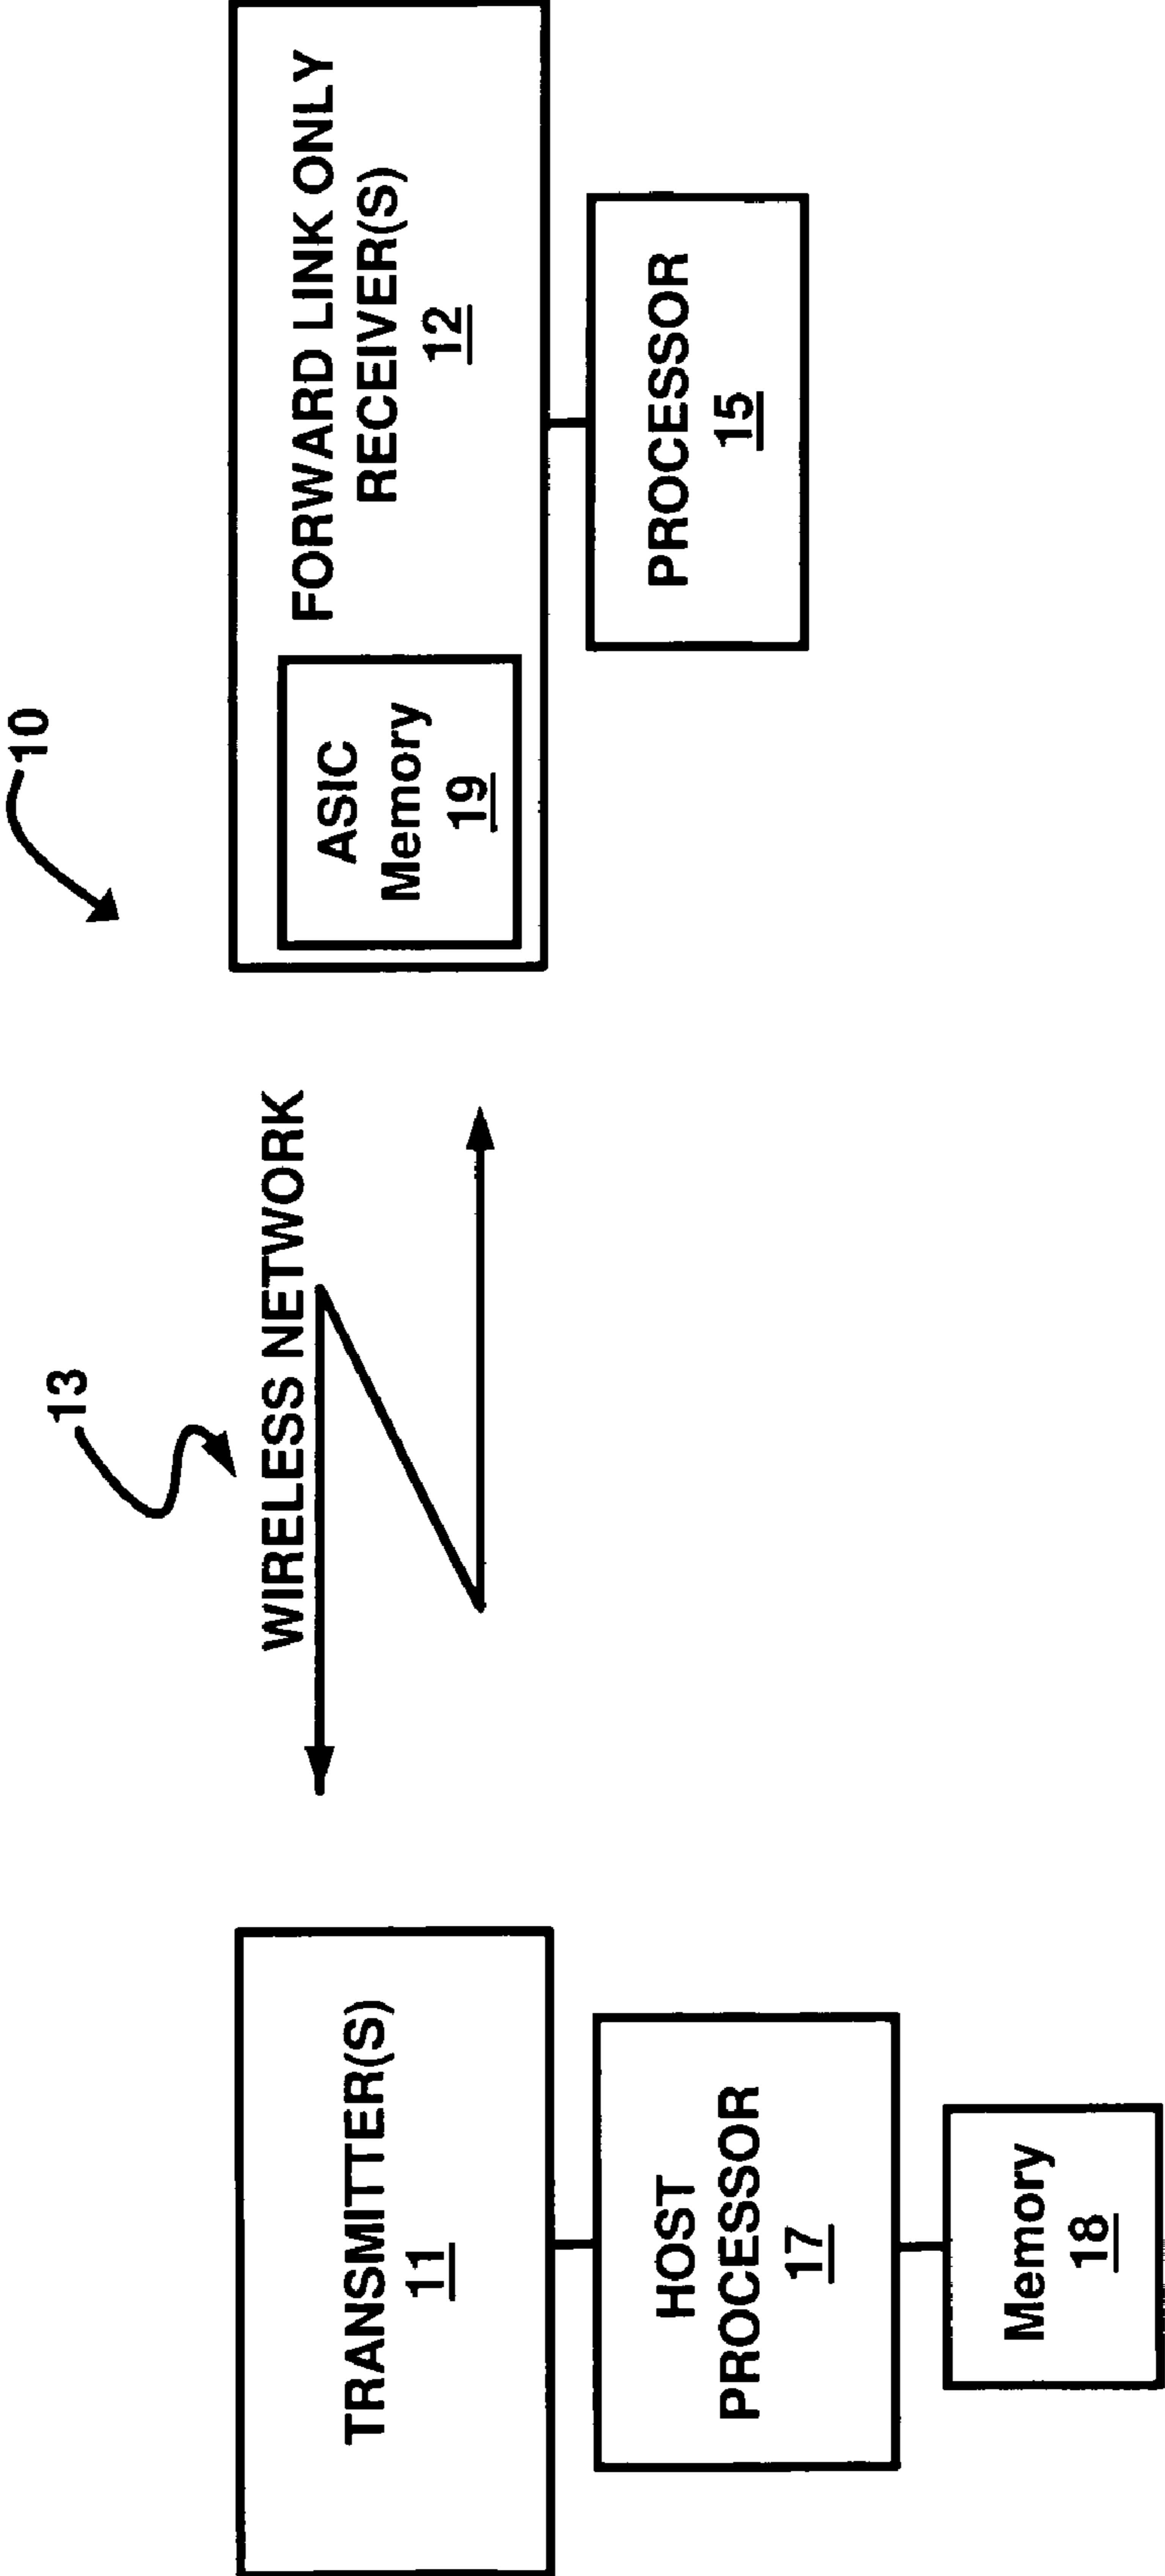 10
13
WIRELESS NETWORK
TRANSMITTER(S)
11
HOST
PROCESSOR
17
Memory
18
FORWARD LINK ONLY
RECEIVER(S)
12
ASIC
Memory
19
PROCESSOR
15